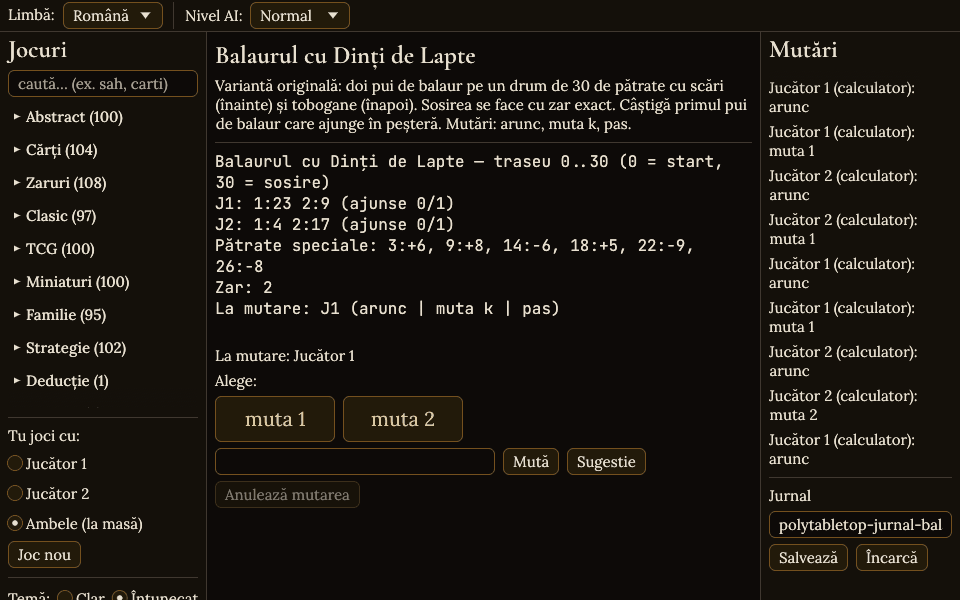 Limbă: Română ▼ Nivel AI: Normal ▼
Jocuri
caută... (ex. sah, carti)
▸ Abstract (100)
▸ Cărți (104)
▸ Zaruri (108)
▸ Clasic (97)
▸ TCG (100)
▸ Miniaturi (100)
▸ Familie (95)
▸ Strategie (102)
▸ Deducție (1)
Tu joci cu:
Jucător 1
Jucător 2
Ambele (la masă)
Joc nou
Temă: Clar Întunecat
Balaurul cu Dinți de Lapte
Variantă originală: doi pui de balaur pe un drum de 30 de pătrate cu scări
(înainte) și tobogane (înapoi). Sosirea se face cu zar exact. Câștigă primul pui
de balaur care ajunge în peșteră. Mutări: arunc, muta k, pas.
Balaurul cu Dinți de Lapte — traseu 0..30 (0 = start,
30 = sosire)
J1: 1:23 2:9 (ajunse 0/1)
J2: 1:4 2:17 (ajunse 0/1)
Pătrate speciale: 3:+6, 9:+8, 14:-6, 18:+5, 22:-9,
26:-8
Zar: 2
La mutare: J1 (arunc | muta k | pas)
La mutare: Jucător 1
Alege:
muta 1 muta 2
Mută Sugestie
Anulează mutarea
Mutări
Jucător 1 (calculator):
arunc
Jucător 1 (calculator):
muta 1
Jucător 2 (calculator):
arunc
Jucător 2 (calculator):
muta 1
Jucător 1 (calculator):
arunc
Jucător 1 (calculator):
muta 1
Jucător 2 (calculator):
arunc
Jucător 2 (calculator):
muta 2
Jucător 1 (calculator):
arunc
Jurnal
polytabletop-jurnal-bal
Salvează Încarcă